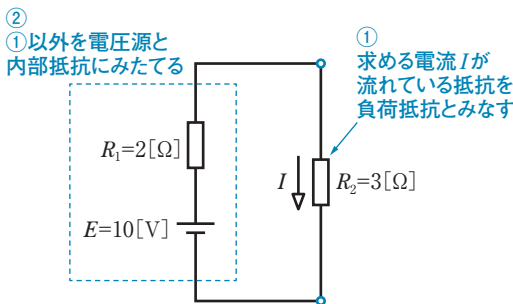 ②
①以外を電圧源と
内部抵抗にみたてる
①
求める電流Iが
流れている抵抗を
負荷抵抗とみなす
R₁=2[Ω]
E=10[V]
I
R₂=3[Ω]